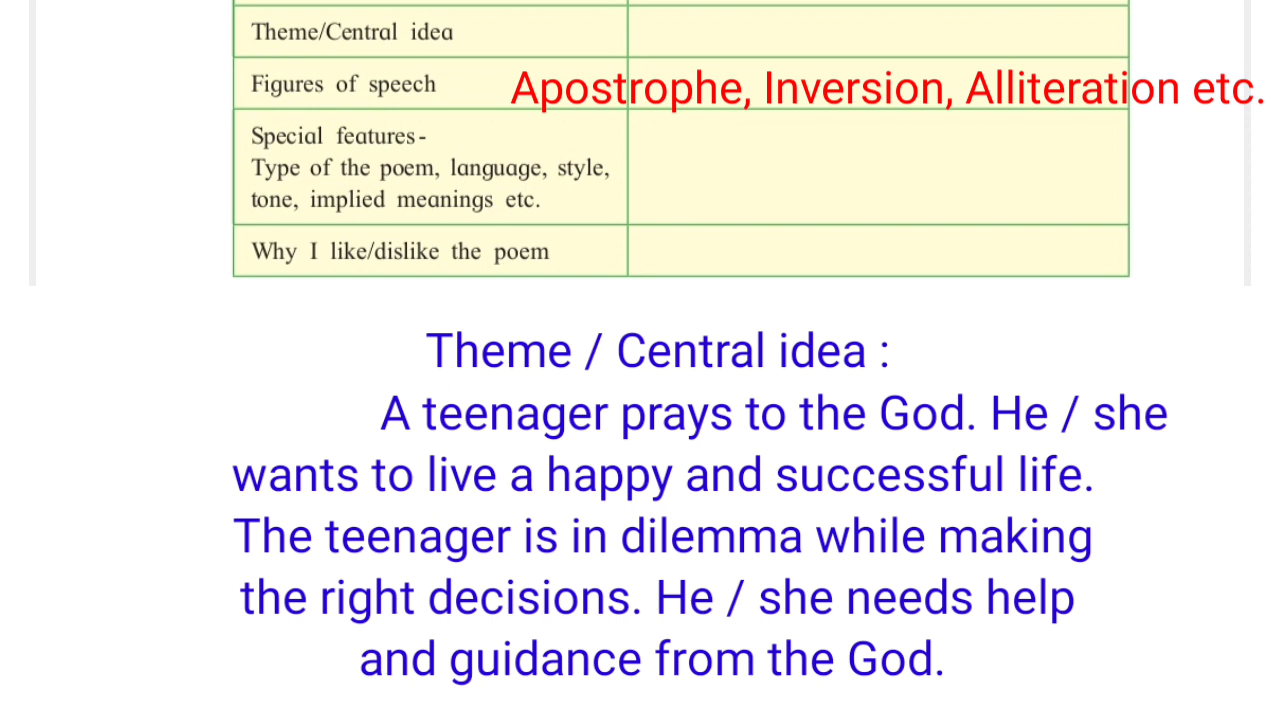 Theme/Central idea
Figures of speech
Apostrophe, Inversion, Alliteration etc.
Special features-
Type of the poem, language, style,
tone, implied meanings etc.
Why I like/dislike the poem
Theme / Central idea :
A teenager prays to the God. He / she
wants to live a happy and successful life.
The teenager is in dilemma while making
the right decisions. He / she needs help
and guidance from the God.